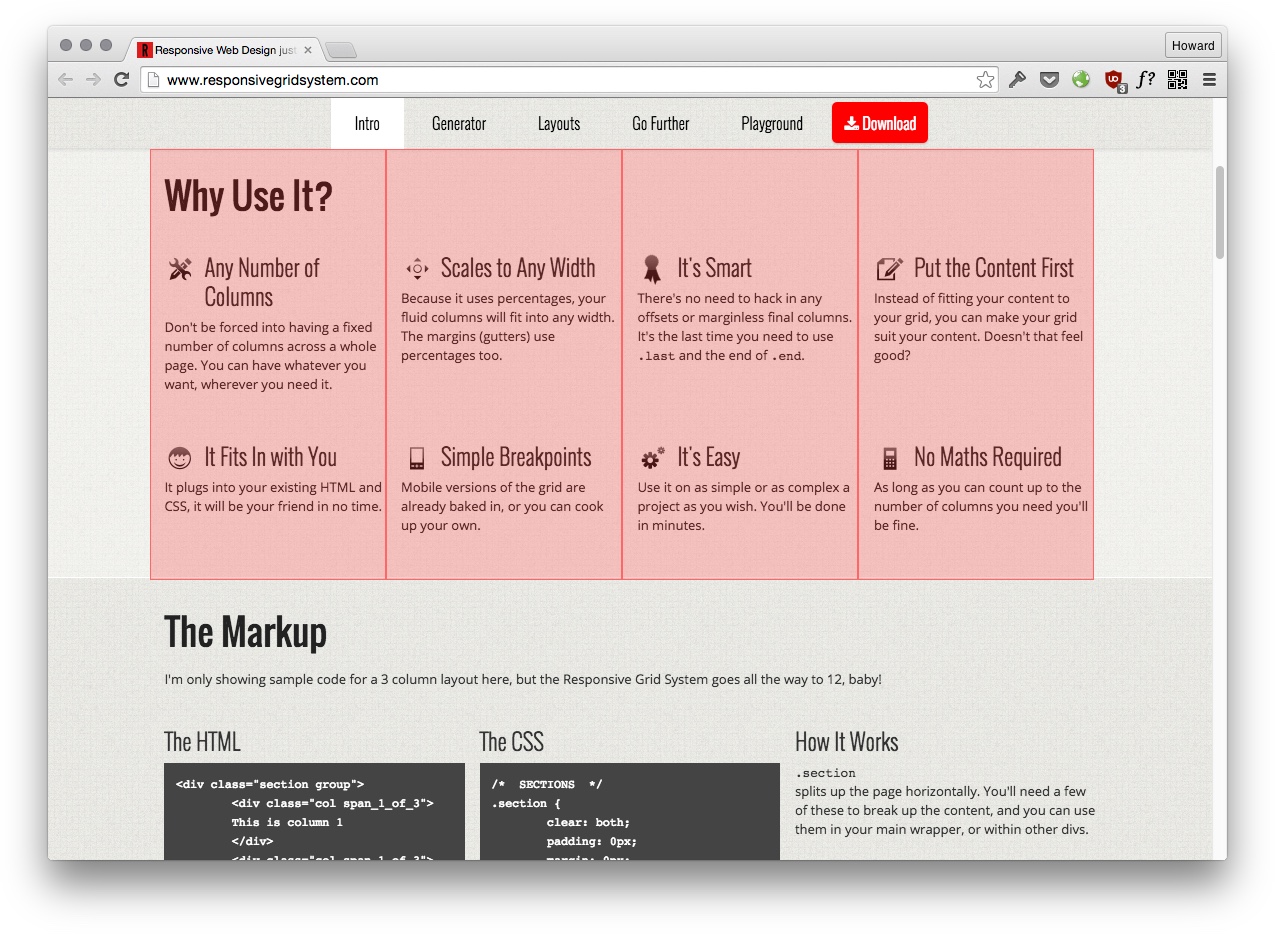 Responsive Web Design just
Howard
www.responsivegridsystem.com
UD
3
f?
Intro
Generator
Layouts
Go Further
Playground
Download
Why Use It?
Any Number of
Columns
Don't be forced into having a fixed
number of columns across a whole
page. You can have whatever you
want, wherever you need it.
Scales to Any Width
Because it uses percentages, your
fluid columns will fit into any width.
The margins (gutters) use
percentages too.
It's Smart
There's no need to hack in any
offsets or marginless final columns.
It's the last time you need to use
.last and the end of .end.
Put the Content First
Instead of fitting your content to
your grid, you can make your grid
suit your content. Doesn't that feel
good?
It Fits In with You
It plugs into your existing HTML and
CSS, it will be your friend in no time.
Simple Breakpoints
Mobile versions of the grid are
already baked in, or you can cook
up your own.
It's Easy
Use it on as simple or as complex a
project as you wish. You'll be done
in minutes.
No Maths Required
As long as you can count up to the
number of columns you need you'll
be fine.
The Markup
I'm only showing sample code for a 3 column layout here, but the Responsive Grid System goes all the way to 12, baby!
The HTML
<div class="section group">
<div class="col span_1_of_3">
This is column 1
</div>
<div class="col span_1_of_3">
The CSS
/*  SECTIONS  */
.section {
clear: both;
padding: 0px;
margin: 0px;
How It Works
.section
splits up the page horizontally. You'll need a few
of these to break up the content, and you can use
them in your main wrapper, or within other divs.